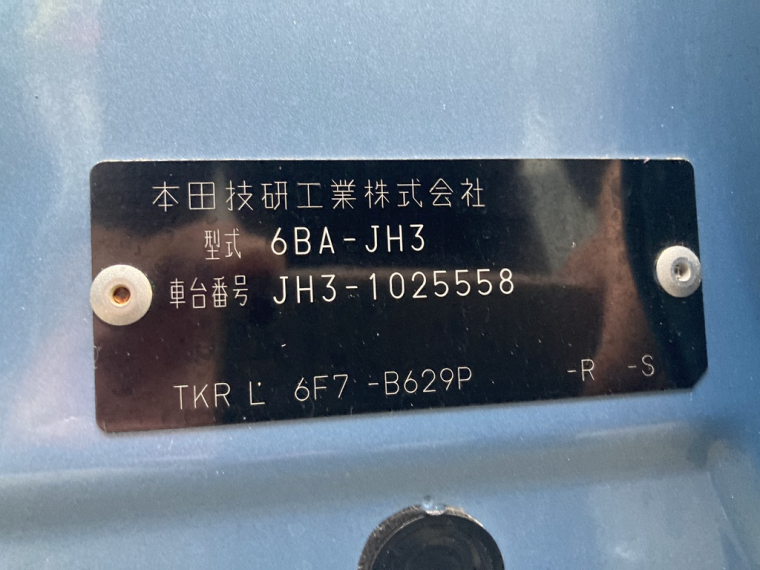 本田技研工業株式会社
型式 6BA-JH3
車台番号 JH3-1025558
TKR L 6F7 -B629P -R -S